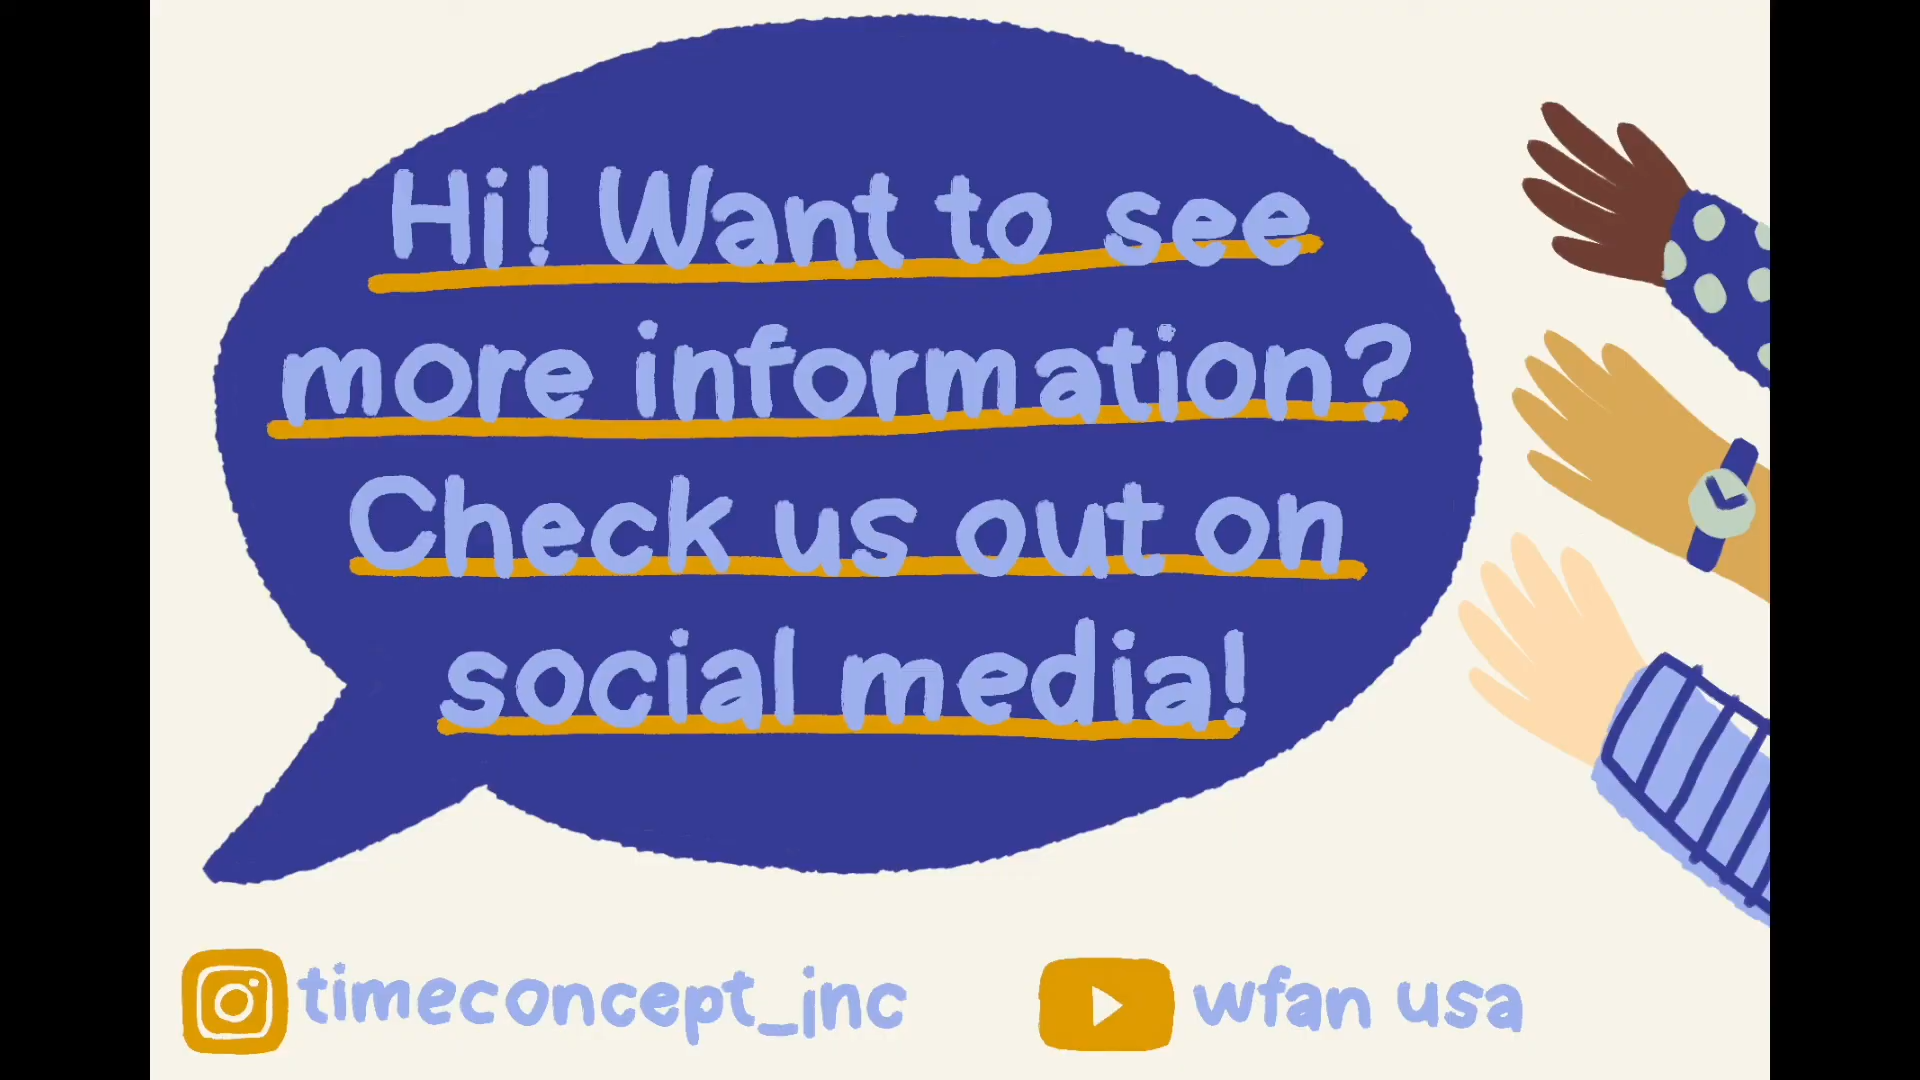 Hi! Want to see
more information?
Check us out on
social media!
timeconcept_inc
wfan usa